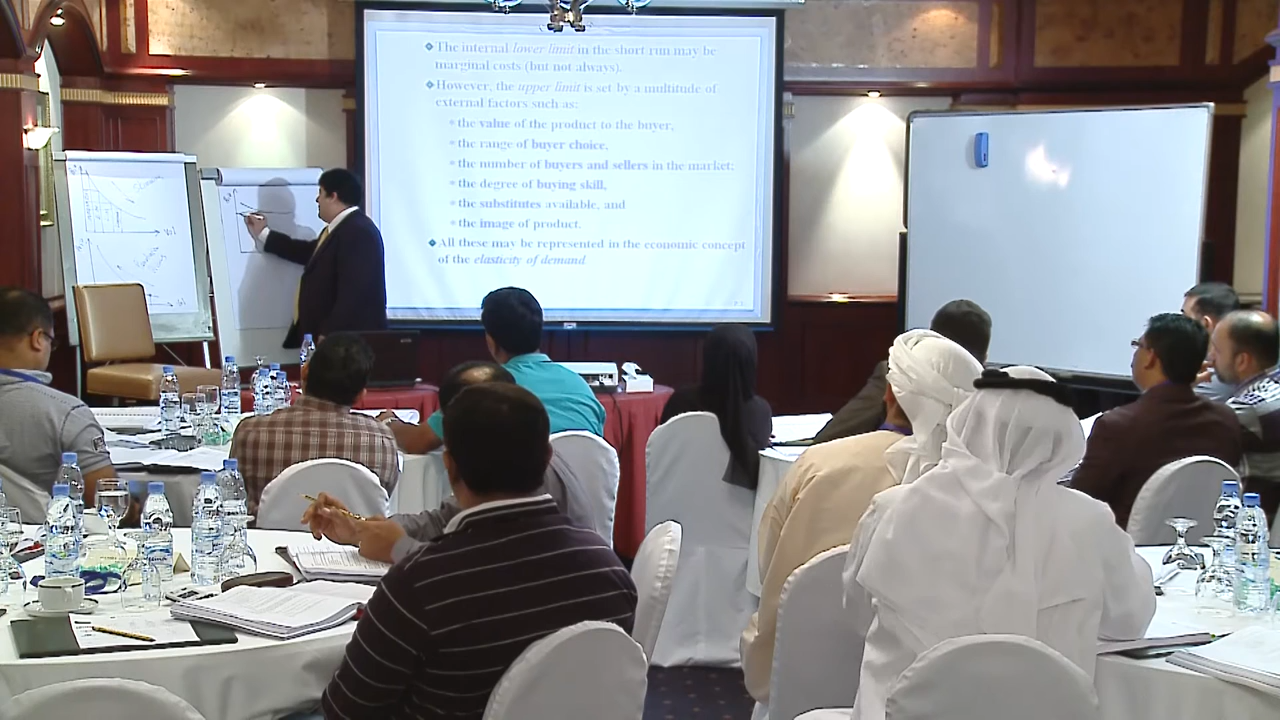 The internal lower limit in the short run may be
marginal costs (but not always).
However, the upper limit is set by a multitude of
external factors such as:
the value of the product to the buyer,
the range of buyer choice,
the number of buyers and sellers in the market;
the degree of buying skill,
the substitutes available, and
the image of product.
All these may be represented in the economic concept
of the elasticity of demand